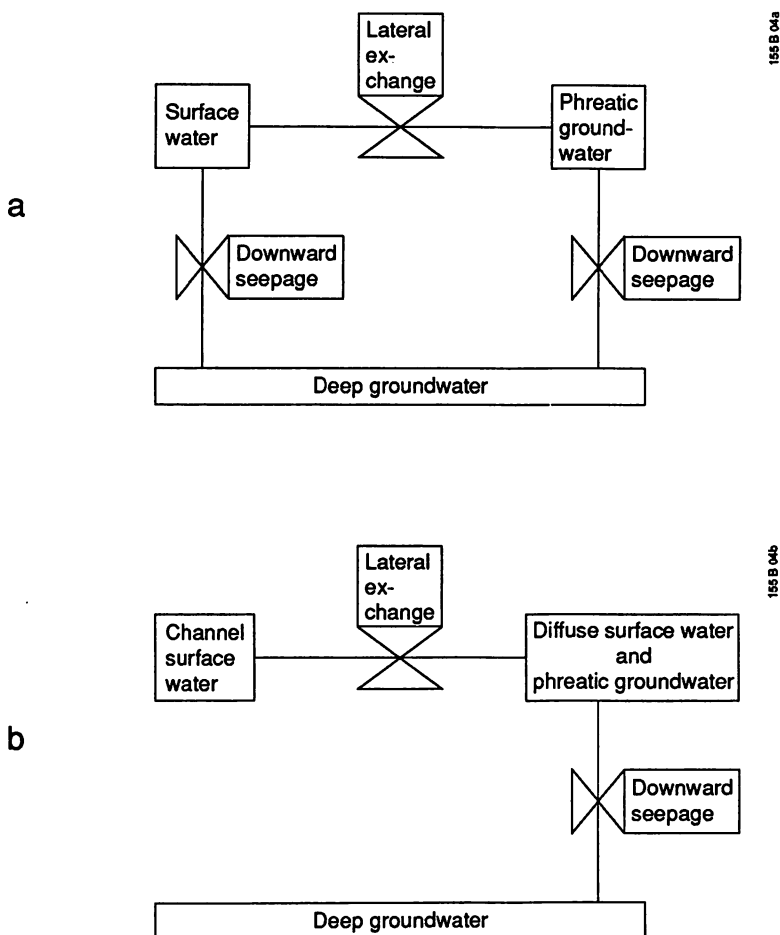 155 B 04a
Lateral
ex-
change
Surface
water
Phreatic
ground-
water
a
Downward
seepage
Downward
seepage
Deep groundwater
155 B 04b
Lateral
ex-
change
Channel
surface
water
Diffuse surface water
and
phreatic groundwater
b
Downward
seepage
Deep groundwater